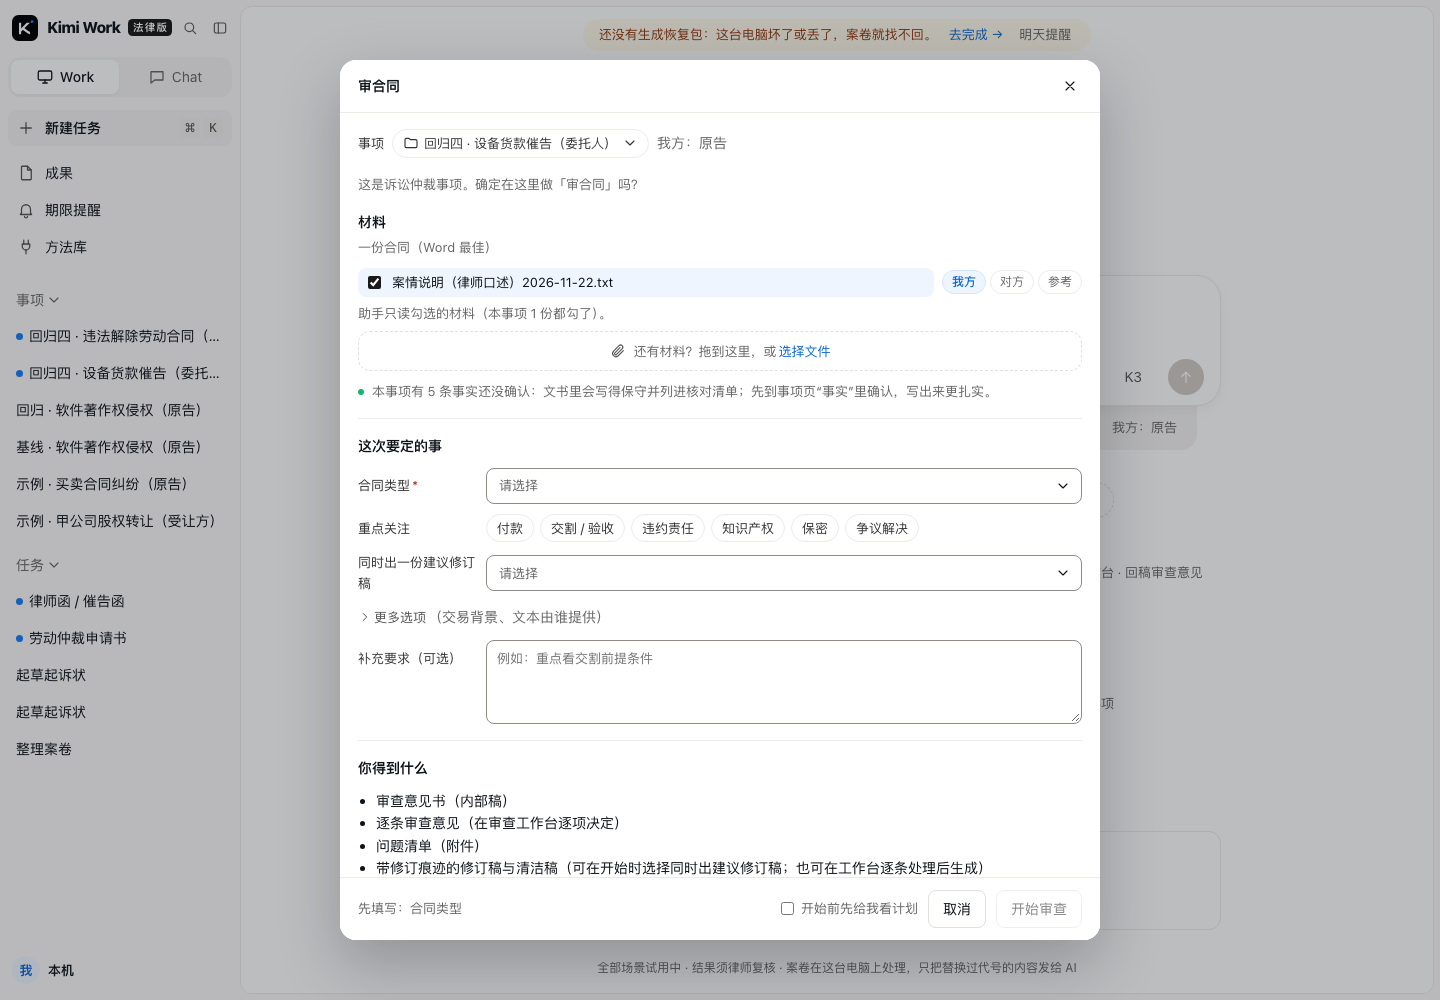 Kimi Work 法律版
还没有生成恢复包：这台电脑坏了或丢了，案卷就找不回。 去完成 → 明天提醒
Work
Chat
新建任务 ⌘ K
成果
期限提醒
方法库
事项
回归四 · 违法解除劳动合同（...
回归四 · 设备货款催告（委托...
回归 · 软件著作权侵权（原告）
基线 · 软件著作权侵权（原告）
示例 · 买卖合同纠纷（原告）
示例 · 甲公司股权转让（受让方）
任务
律师函 / 催告函
劳动仲裁申请书
起草起诉状
起草起诉状
整理案卷
我 本机
审合同
事项 回归四 · 设备货款催告（委托人） 我方：原告
这是诉讼仲裁事项。确定在这里做「审合同」吗？
材料
一份合同（Word 最佳）
案情说明（律师口述）2026-11-22.txt 我方 对方 参考
助手只读勾选的材料（本事项 1 份都勾了）。
还有材料？拖到这里，或选择文件
本事项有 5 条事实还没确认：文书里会写得保守并列进核对清单；先到事项页“事实”里确认，写出来更扎实。
这次要定的事
合同类型* 请选择
重点关注 付款 交割 / 验收 违约责任 知识产权 保密 争议解决
同时出一份建议修订稿 请选择
更多选项 （交易背景、文本由谁提供）
补充要求（可选） 例如：重点看交割前提条件
你得到什么
审查意见书（内部稿）
逐条审查意见（在审查工作台逐项决定）
问题清单（附件）
带修订痕迹的修订稿与清洁稿（可在开始时选择同时出建议修订稿；也可在工作台逐条处理后生成）
先填写：合同类型 开始前先给我看计划 取消 开始审查
K3
我方：原告
台 · 回稿审查意见
项
全部场景试用中 · 结果须律师复核 · 案卷在这台电脑上处理，只把替换过代号的内容发给 AI